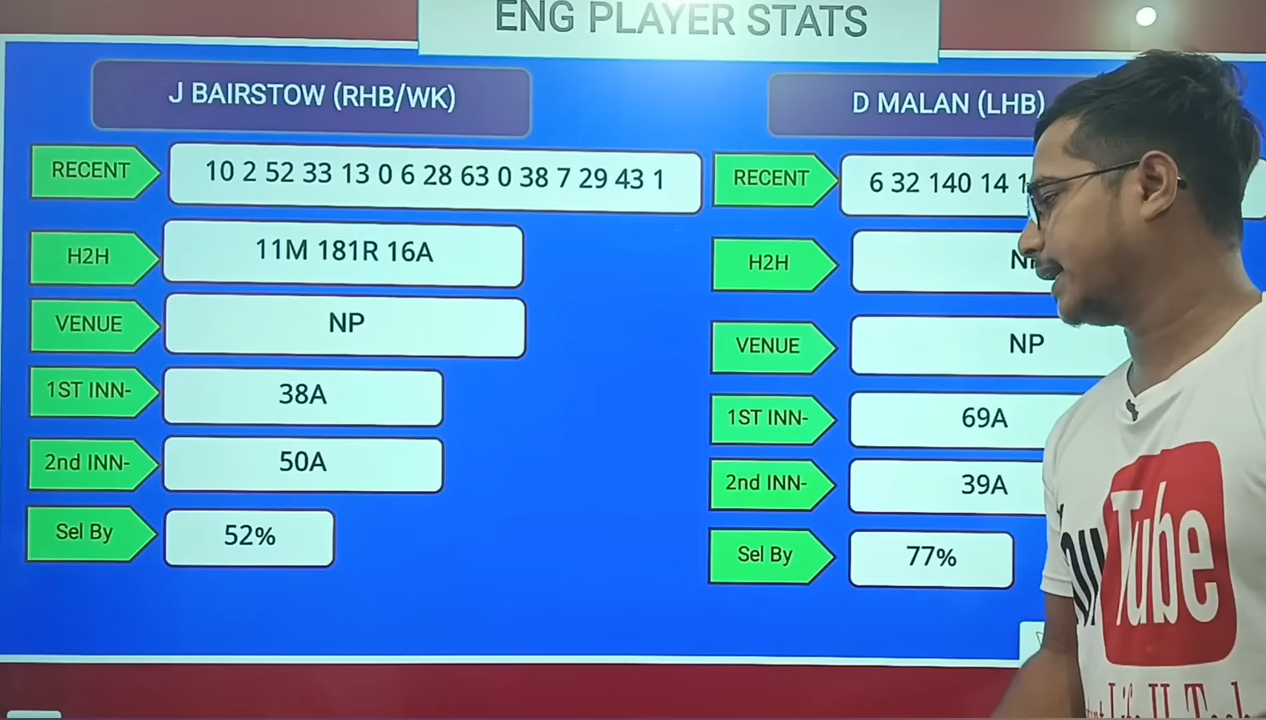 ENG PLAYER STATS
J BAIRSTOW (RHB/WK)
RECENT
10 2 52 33 13 0 6 28 63 0 38 7 29 43 1
H2H
11M 181R 16A
VENUE
NP
1ST INN-
38A
2nd INN-
50A
Sel By
52%
D MALAN (LHB)
RECENT
6 32 140 14
H2H
VENUE
NP
1ST INN-
69A
2nd INN-
39A
Sel By
77%
You
Tube